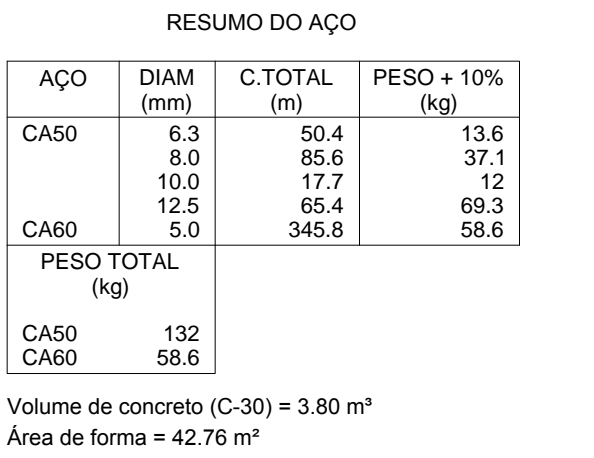 RESUMO DO AÇO
AÇO DIAM C.TOTAL PESO + 10%
(mm) (m) (kg)
CA50 6.3 50.4 13.6
8.0 85.6 37.1
10.0 17.7 12
12.5 65.4 69.3
CA60 5.0 345.8 58.6
PESO TOTAL
(kg)
CA50 132
CA60 58.6
Volume de concreto (C-30) = 3.80 m³
Área de forma = 42.76 m²